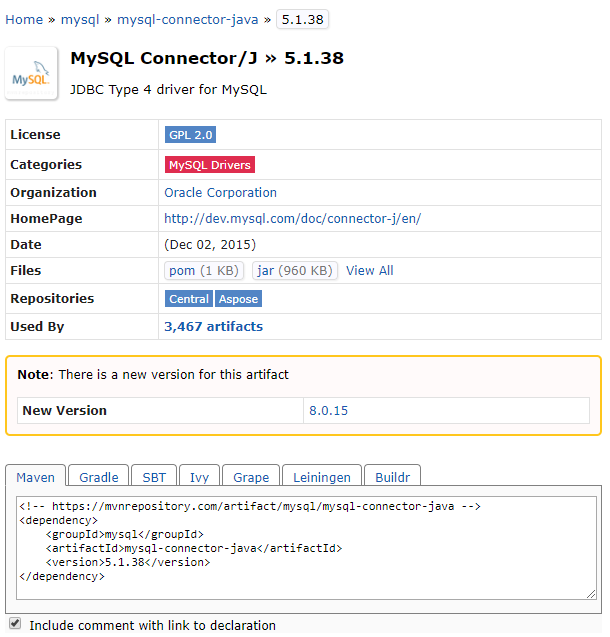 Home » mysql » mysql-connector-java » 5.1.38
MySQL
MySQL Connector/J » 5.1.38
JDBC Type 4 driver for MySQL
License GPL 2.0
Categories MySQL Drivers
Organization Oracle Corporation
HomePage http://dev.mysql.com/doc/connector-j/en/
Date (Dec 02, 2015)
Files pom (1 KB) jar (960 KB) View All
Repositories Central Aspose
Used By 3,467 artifacts
Note: There is a new version for this artifact
New Version 8.0.15
Maven Gradle SBT Ivy Grape Leiningen Buildr
<!-- https://mvnrepository.com/artifact/mysql/mysql-connector-java -->
<dependency>
    <groupId>mysql</groupId>
    <artifactId>mysql-connector-java</artifactId>
    <version>5.1.38</version>
</dependency>
Include comment with link to declaration